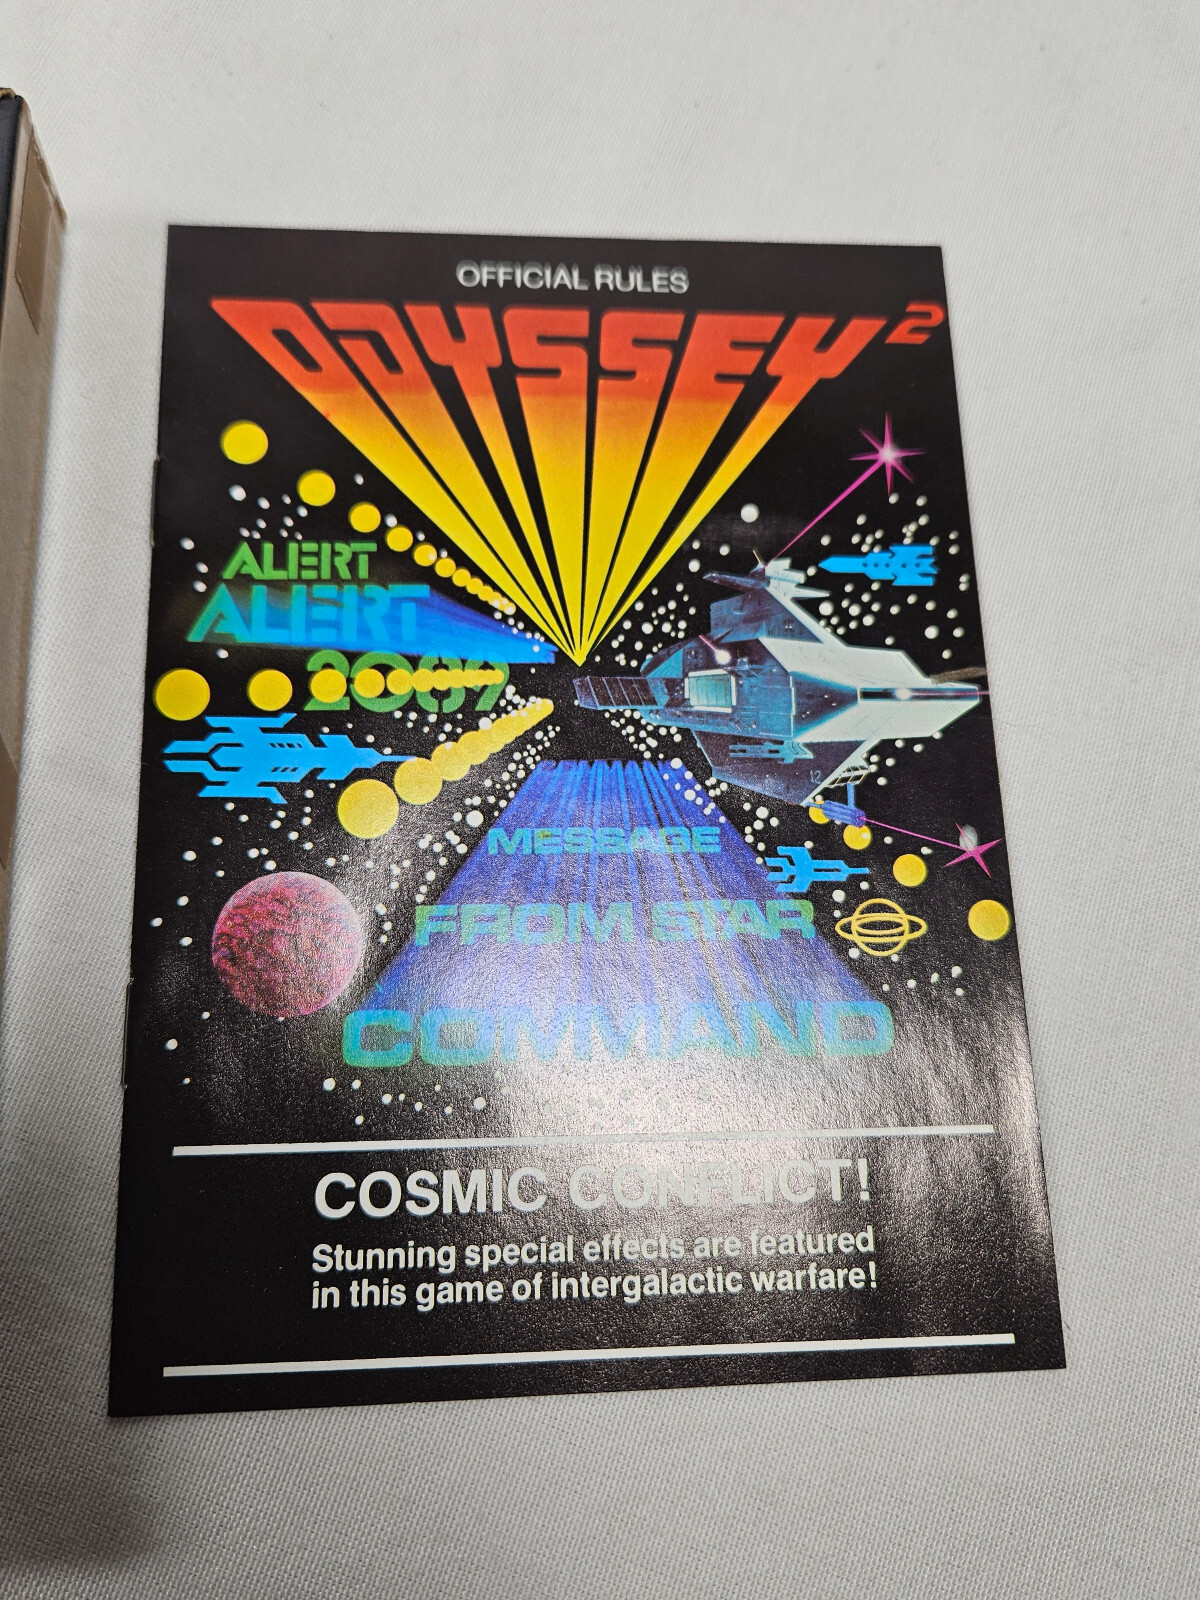 OFFICIAL RULES
ODYSSEY²
ALERT
ALERT
2009
MESSAGE
FROM STAR
COMMAND
12
COSMIC CONFLICT!
Stunning special effects are featured
in this game of intergalactic warfare!